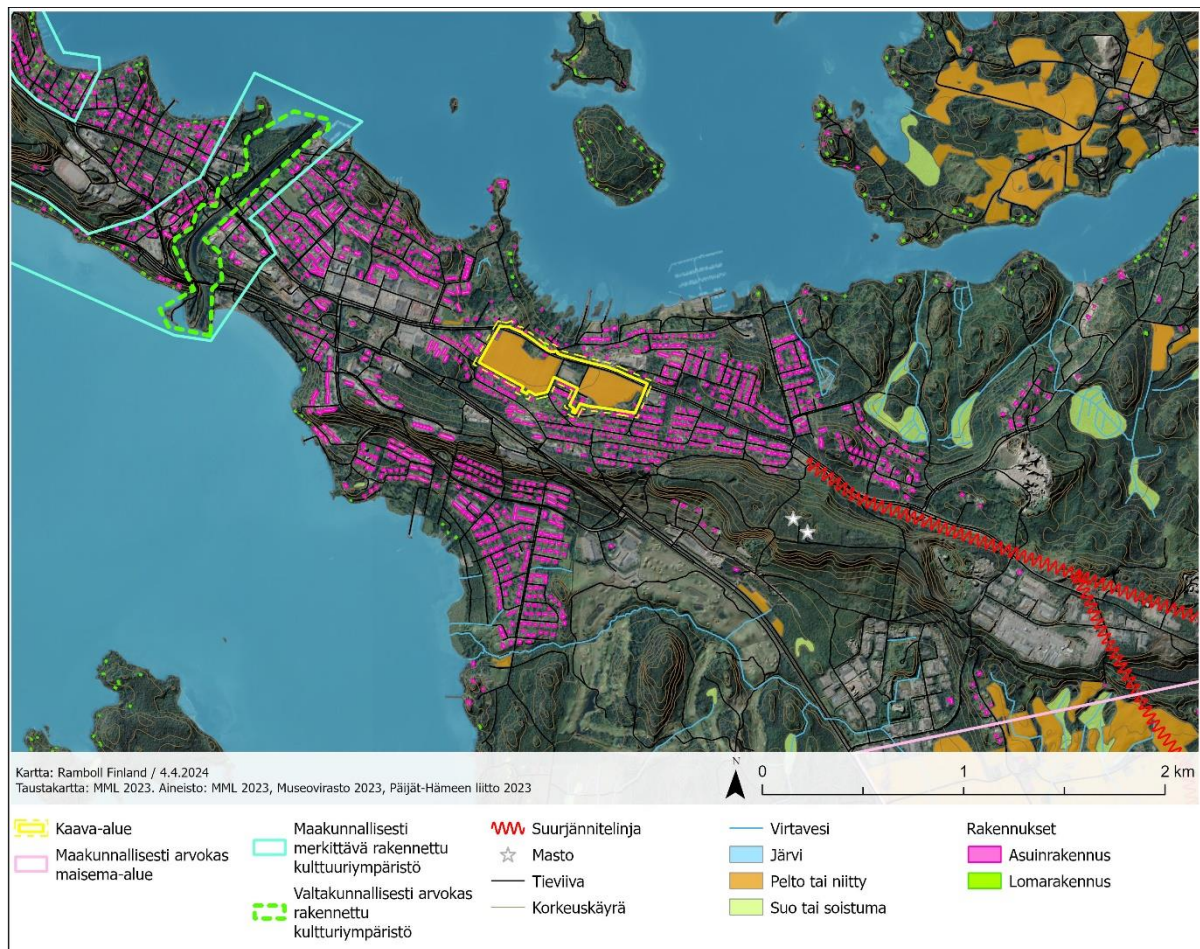 Kartta: Ramboll Finland / 4.4.2024
Taustakartta: MML 2023. Aineisto: MML 2023, Museovirasto 2023, Päijät-Hämeen liitto 2023
N
0 1 2 km
Kaava-alue
Maakunnallisesti arvokas
maisema-alue
Maakunnallisesti
merkittävä rakennettu
kulttuuriympäristö
Valtakunnallisesti arvokas
rakennettu
kultturiympäristö
Suurjännitelinja
Masto
Tieviiva
Korkeuskäyrä
Virtavesi
Järvi
Pelto tai niitty
Suo tai soistuma
Rakennukset
Asuinrakennus
Lomarakennus